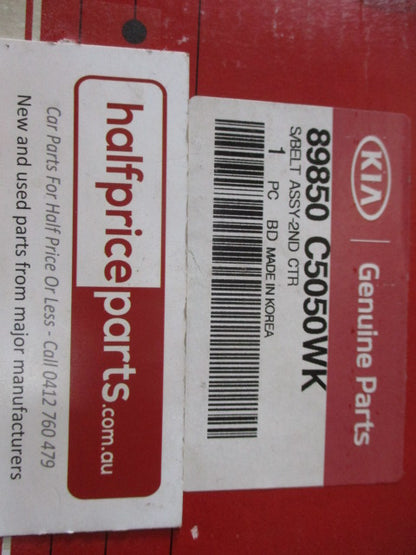 KIA
Genuine Parts
89850 C5050WK
S/BELT ASSY-2ND CTR
1 PC BD MADE IN KOREA
halfpriceparts.com.au
Car Parts For Half Price Or Less - Call 0412 760 479
New and used parts from major manufacturers